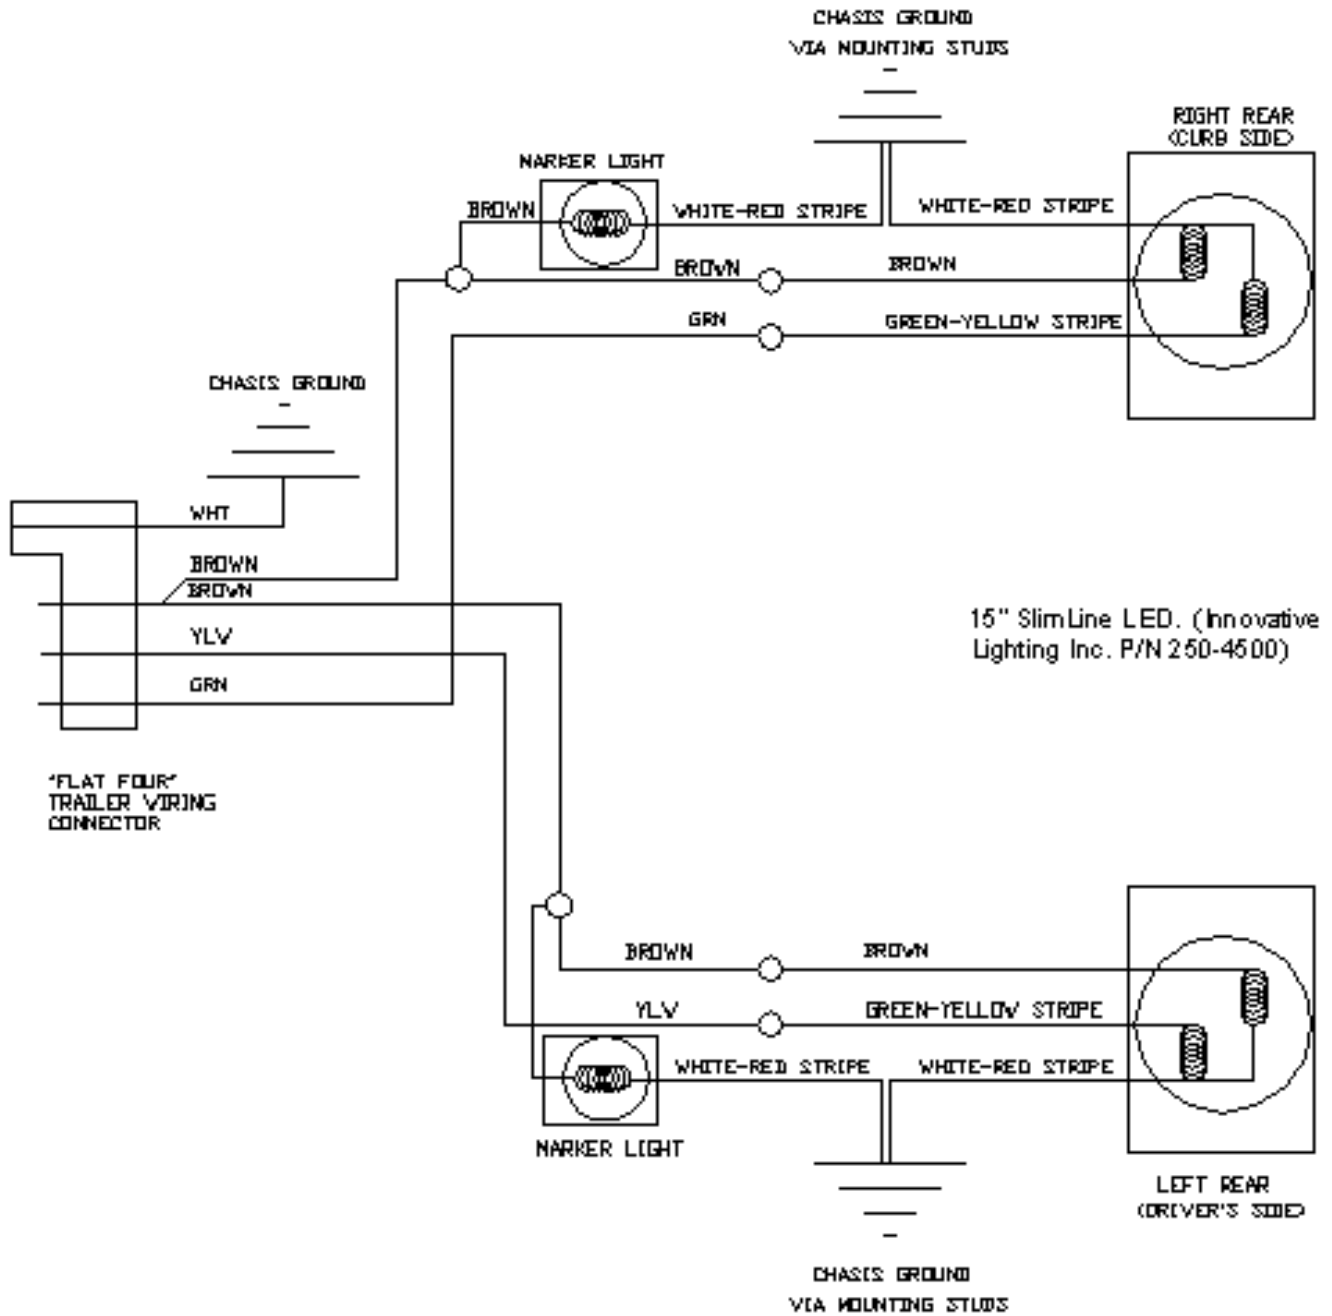 CHASIS GROUND
VIA MOUNTING STUDS
RIGHT REAR
(CURB SIDE)
MARKER LIGHT
BROWN
WHITE-RED STRIPE
WHITE-RED STRIPE
BROWN
BROWN
GRN
GREEN-YELLOW STRIPE
CHASIS GROUND
WHT
BROWN
BROWN
YLW
GRN
15" SlimLine LED. (Innovative
Lighting Inc. P/N 250-4500)
"FLAT FOUR"
TRAILER WIRING
CONNECTOR
BROWN
BROWN
YLW
GREEN-YELLOW STRIPE
WHITE-RED STRIPE
WHITE-RED STRIPE
MARKER LIGHT
LEFT REAR
(DRIVER'S SIDE)
CHASIS GROUND
VIA MOUNTING STUDS